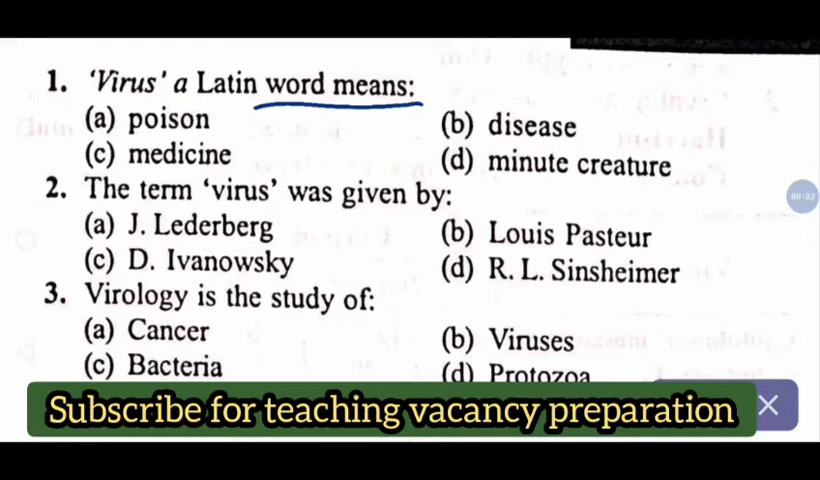 1. ‘Virus’ a Latin word means:
(a) poison (b) disease
(c) medicine (d) minute creature
2. The term ‘virus’ was given by:
(a) J. Lederberg (b) Louis Pasteur
(c) D. Ivanowsky (d) R. L. Sinsheimer
3. Virology is the study of:
(a) Cancer (b) Viruses
(c) Bacteria (d) Protozoa
Subscribe for teaching vacancy preparation